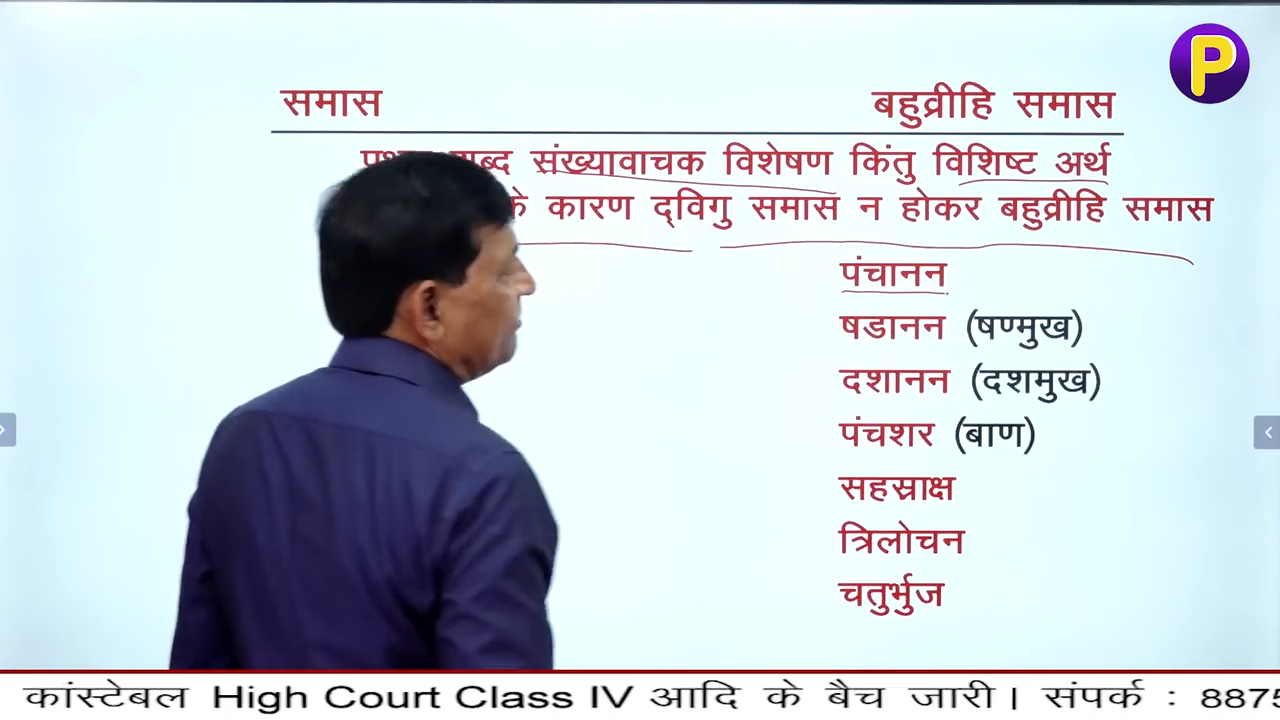 P
समास बहुव्रीहि समास
शब्द संख्यावाचक विशेषण किंतु विशिष्ट अर्थ
के कारण द्विगु समास न होकर बहुव्रीहि समास
पंचानन
षडानन (षण्मुख)
दशानन (दशमुख)
पंचशर (बाण)
सहस्राक्ष
त्रिलोचन
चतुर्भुज
कांस्टेबल High Court Class IV आदि के बैच जारी। संपर्क : 8875